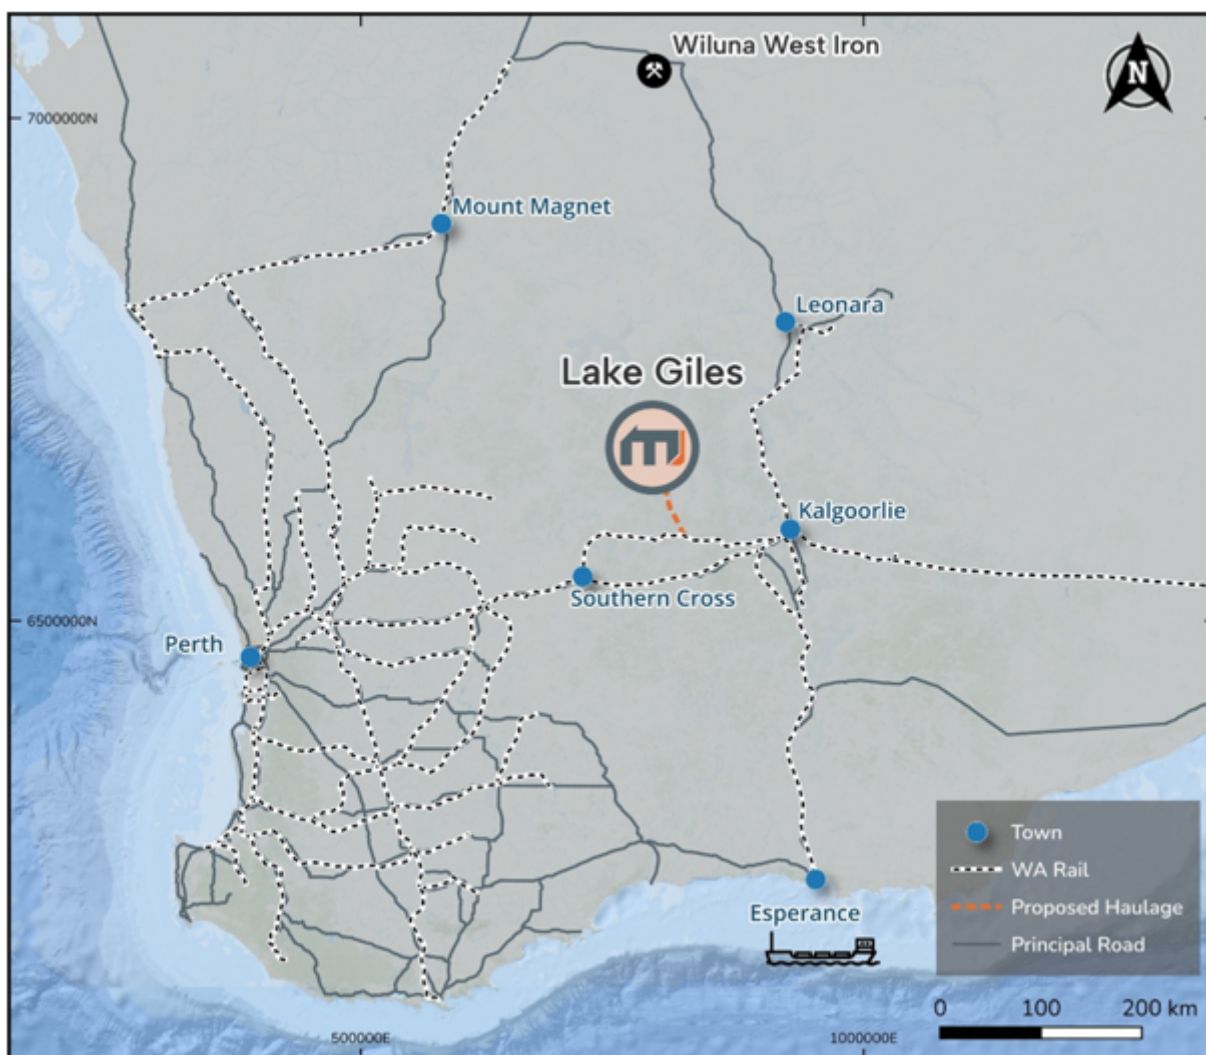 Wiluna West Iron
N
7000000N
Mount Magnet
Leonara
Lake Giles
mj
Kalgoorlie
Southern Cross
6500000N
Perth
Town
WA Rail
Proposed Haulage
Principal Road
Esperance
0 100 200 km
500000E
1000000E